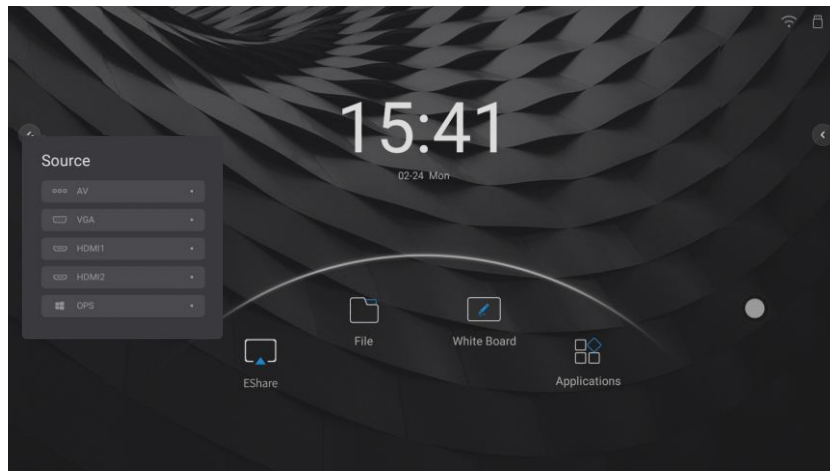 15:41
02-24 Mon
Source
AV
VGA
HDMI1
HDMI2
OPS
File
White Board
EShare
Applications